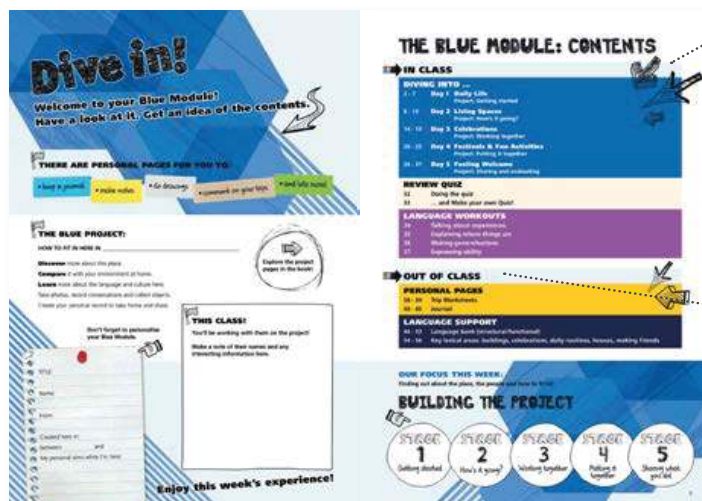 Dive in!
Welcome to your Blue Module!
Have a look at it. Get an idea of the contents.
THERE ARE PERSONAL PAGES FOR YOU TO:
• keep a journal
• make notes
• do drawings
• comment on your trips
• and lots more!
THE BLUE PROJECT:
HOW TO FIT IN HERE IN
Discover more about this place.
Compare it with your environment at home.
Learn more about the language and culture here.
Take photos, record conversations and collect objects.
Create your personal record to take home and share.
Explore the project
pages in the book!
Don't forget to personalise
your Blue Module.
TITLE
Name
From
Created here in
between and
My personal aims while I'm here:
THIS CLASS!
You'll be working with them on the project!
Make a note of their names and any
interesting information here.
Enjoy this week's experience!
THE BLUE MODULE: CONTENTS
IN CLASS
DIVING INTO ...
Day 1 Daily Life
Project: Getting started
Day 2 Living Spaces
Project: How's it going?
Day 3 Celebrations
Project: Working together
Day 4 Festivals & Fun Activities
Project: Putting it together
Day 5 Feeling Welcome
Project: Sharing and evaluating
REVIEW QUIZ
32 Doing the quiz
33 ... and Make your own Quiz!
LANGUAGE WORKOUTS
34 Talking about experiences
35 Explaining where things are
36 Making generalisations
37 Expressing ability
OUT OF CLASS
PERSONAL PAGES
Trip Worksheets
Journal
LANGUAGE SUPPORT
Language bank (structural/functional)
Key lexical areas: buildings, celebrations, daily routines, houses, making friends
OUR FOCUS THIS WEEK:
Finding out about the place, the people and how to fit in!
BUILDING THE PROJECT
STAGE 1 Getting started
STAGE 2 How's it going?
STAGE 3 Working together
STAGE 4 Putting it together
STAGE 5 Sharing what you did